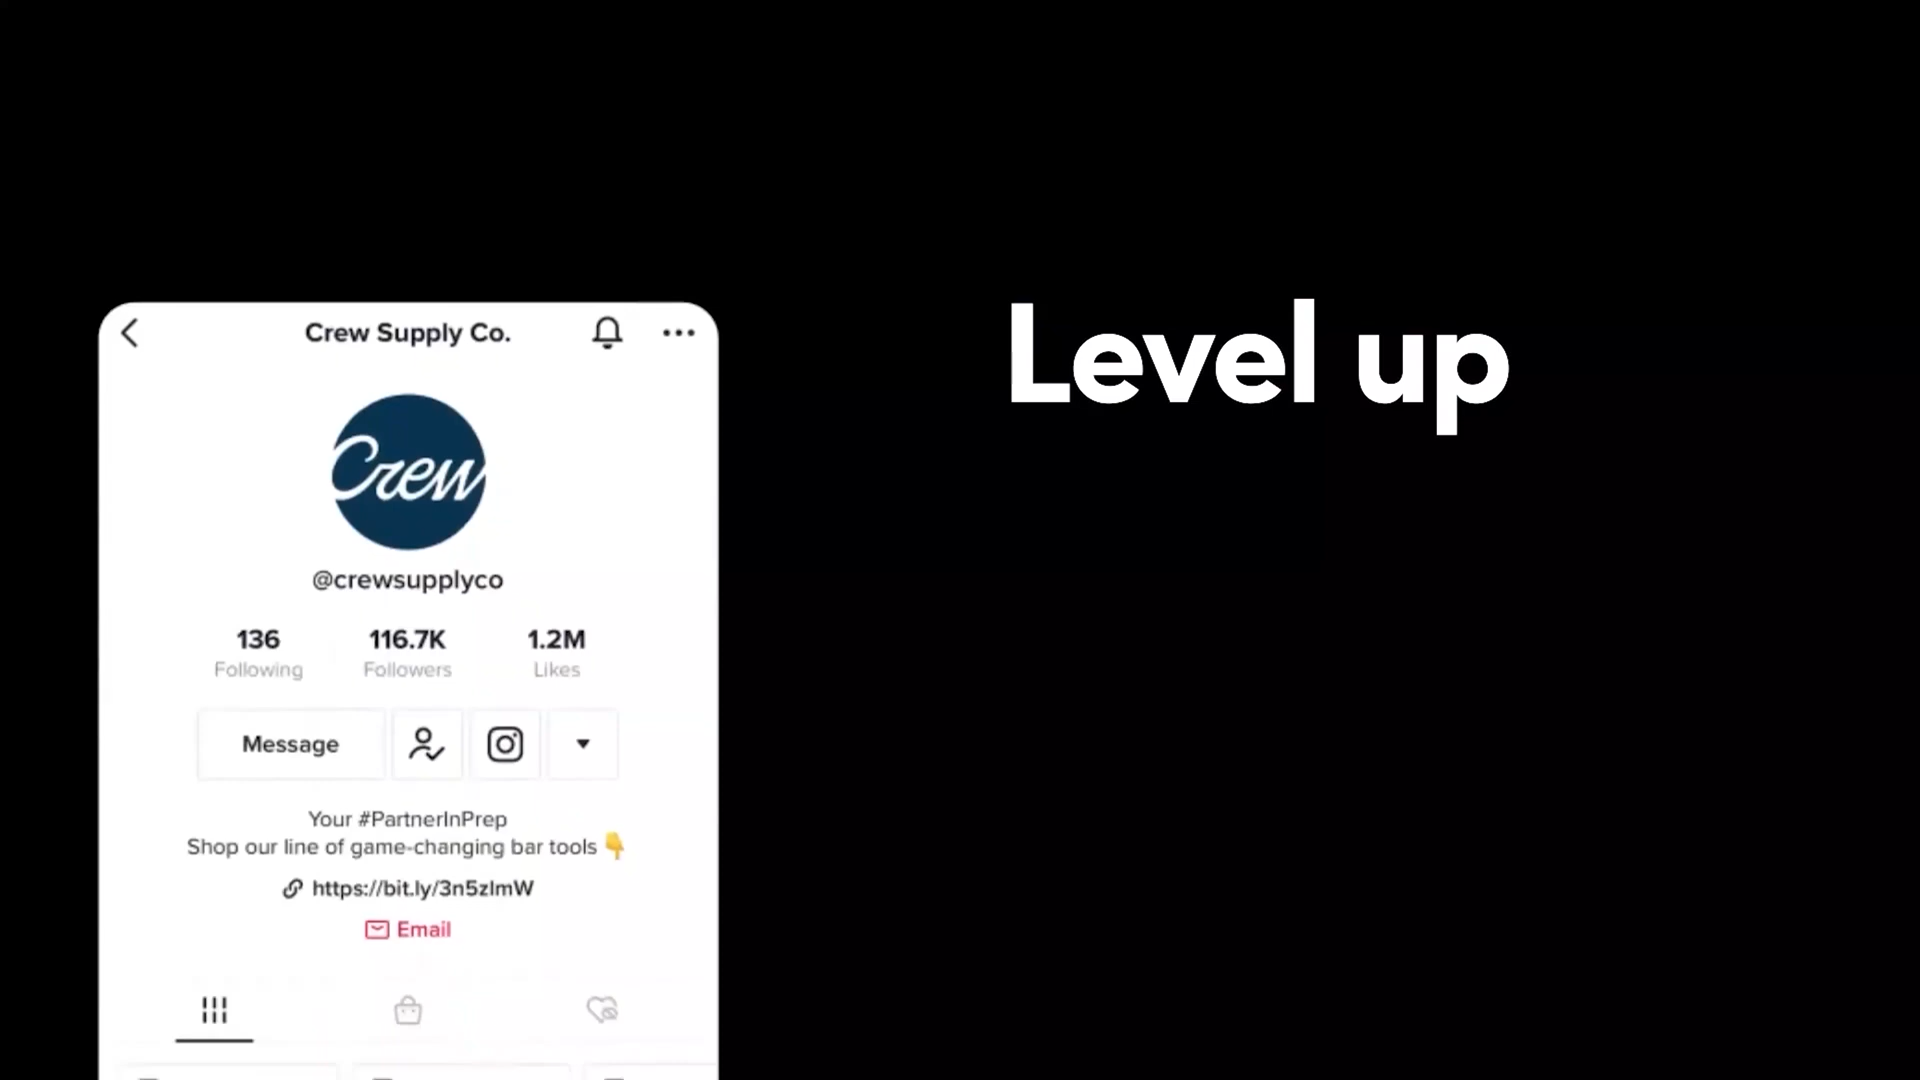 Crew Supply Co.
Crew
@crewsupplyco
136 116.7K 1.2M
Following Followers Likes
Message
Your #PartnerInPrep
Shop our line of game-changing bar tools 👇
https://bit.ly/3n5zlmW
Email
Level up